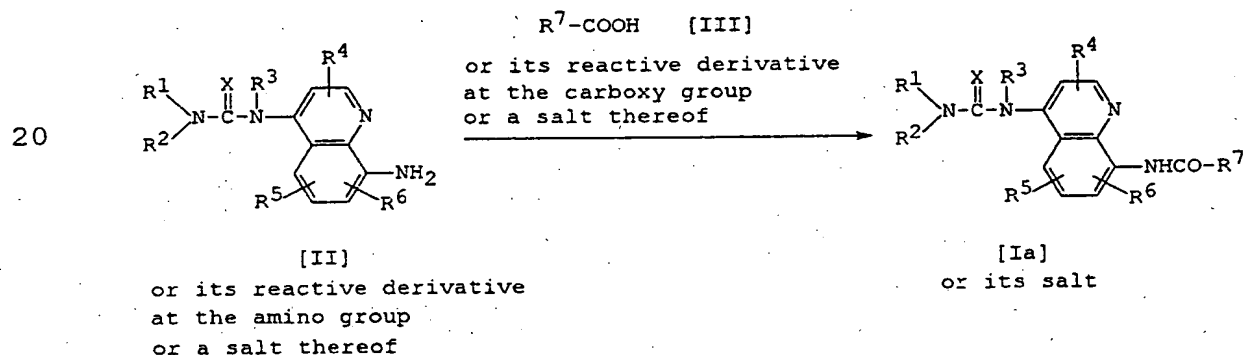 R⁷-COOH [III]
or its reactive derivative
at the carboxy group
or a salt thereof
20
R¹
R²
N-C-N
X
R³
R⁴
N
NH₂
R⁵
R⁶
[II]
or its reactive derivative
at the amino group
or a salt thereof
R¹
R²
N-C-N
X
R³
R⁴
N
NHCO-R⁷
R⁵
R⁶
[Ia]
or its salt